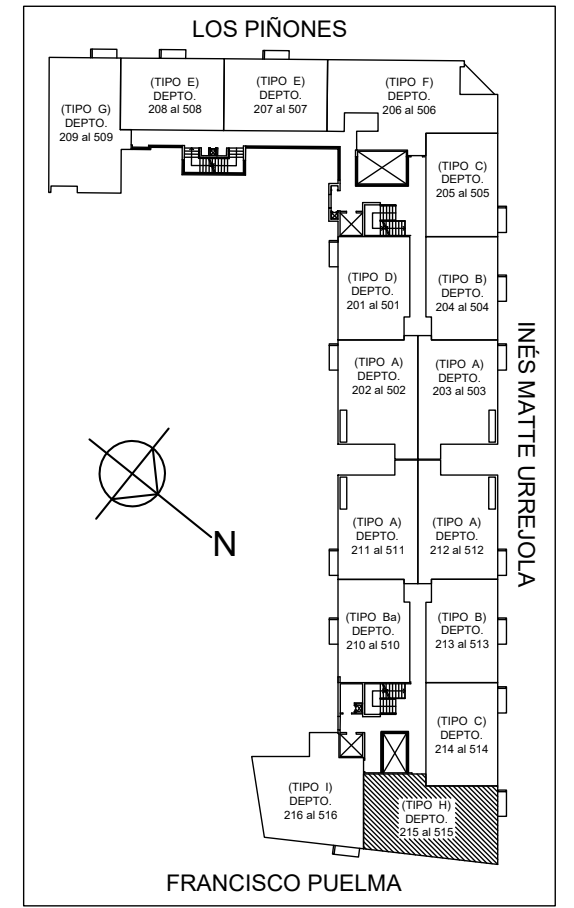 LOS PIÑONES
(TIPO G)
DEPTO.
209 al 509
(TIPO E)
DEPTO.
208 al 508
(TIPO E)
DEPTO.
207 al 507
(TIPO F)
DEPTO.
206 al 506
(TIPO C)
DEPTO.
205 al 505
(TIPO D)
DEPTO.
201 al 501
(TIPO B)
DEPTO.
204 al 504
(TIPO A)
DEPTO.
202 al 502
(TIPO A)
DEPTO.
203 al 503
INÉS MATTE URREJOLA
N
(TIPO A)
DEPTO.
211 al 511
(TIPO A)
DEPTO.
212 al 512
(TIPO Ba)
DEPTO.
210 al 510
(TIPO B)
DEPTO.
213 al 513
(TIPO C)
DEPTO.
214 al 514
(TIPO I)
DEPTO.
216 al 516
(TIPO H)
DEPTO.
215 al 515
FRANCISCO PUELMA